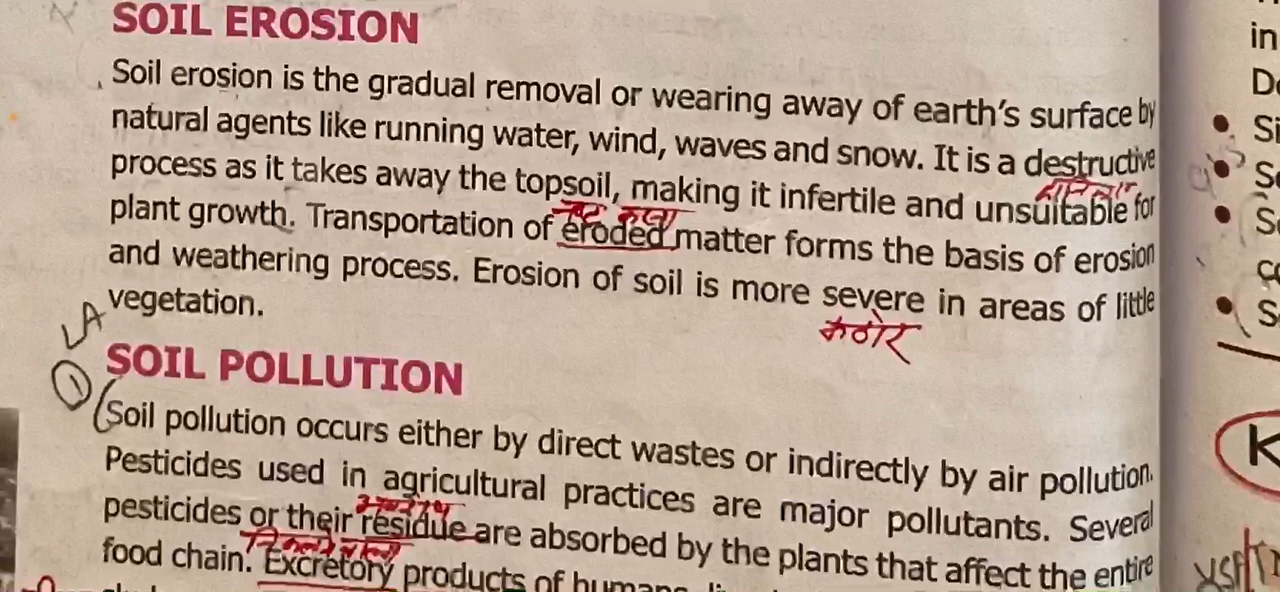 SOIL EROSION
Soil erosion is the gradual removal or wearing away of earth's surface by
natural agents like running water, wind, waves and snow. It is a destructive
process as it takes away the topsoil, making it infertile and unsuitable for
plant growth. Transportation of eroded matter forms the basis of erosion
and weathering process. Erosion of soil is more severe in areas of little
vegetation.
कठोर
LA
SOIL POLLUTION
1
Soil pollution occurs either by direct wastes or indirectly by air pollution.
Pesticides used in agricultural practices are major pollutants. Several
pesticides or their residue are absorbed by the plants that affect the entire
food chain. Excretory products of humans
in
K